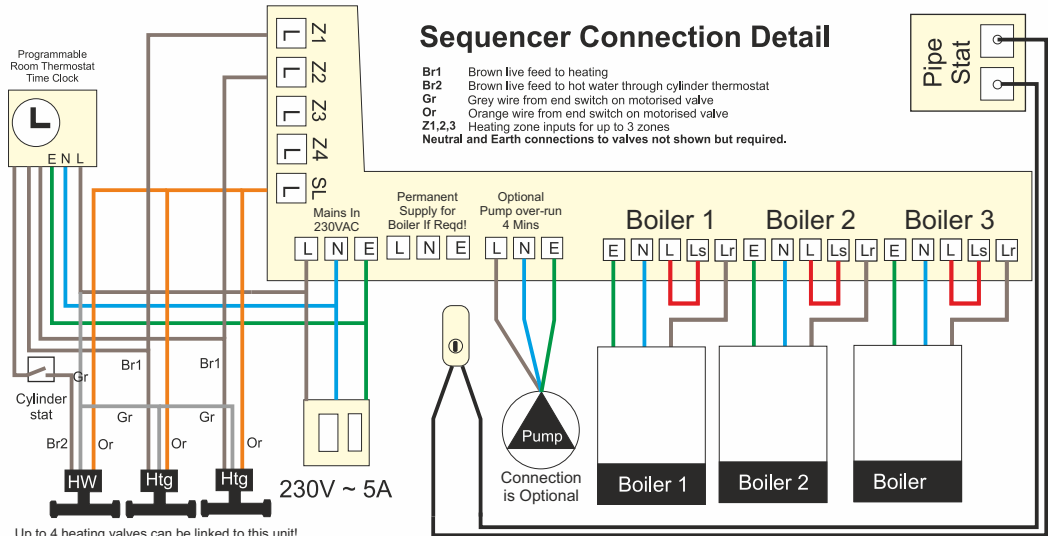 Sequencer Connection Detail
Br1 Brown live feed to heating
Br2 Brown live feed to hot water through cylinder thermostat
Gr Grey wire from end switch on motorised valve
Or Orange wire from end switch on motorised valve
Z1,2,3 Heating zone inputs for up to 3 zones
Neutral and Earth connections to valves not shown but required.
Pipe
Stat
Programmable
Room Thermostat
Time Clock
L
E N L
L Z1
L Z2
L Z3
L Z4
L SL
Mains In
230VAC
L N E
Permanent
Supply for
Boiler If Reqd!
L N E
Optional
Pump over-run
4 Mins
L N E
Boiler 1
E N L Ls Lr
Boiler 2
E N L Ls Lr
Boiler 3
E N L Ls Lr
Cylinder
stat
Gr
Br1
Br1
Gr
Gr
Br2
Or
Or
Or
HW
Htg
Htg
230V ~ 5A
Pump
Connection
is Optional
Boiler 1
Boiler 2
Boiler
Up to 4 heating valves can be linked to this unit!